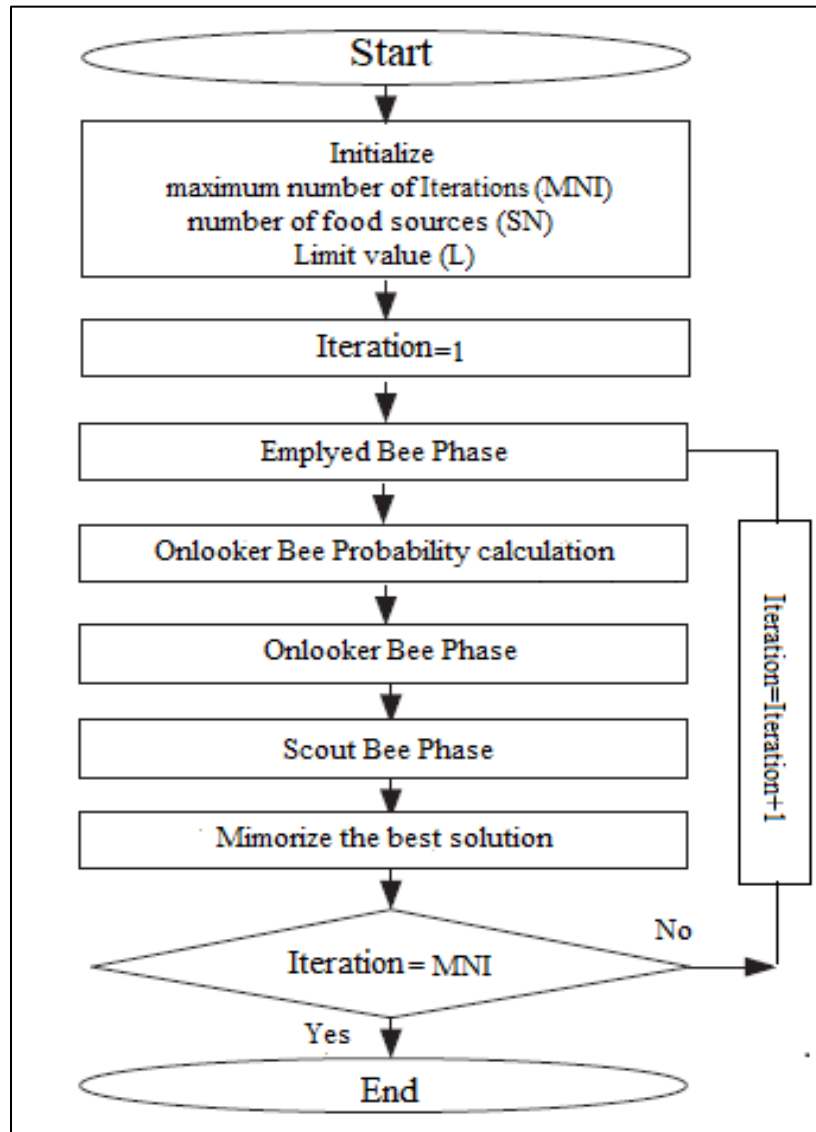 Start
Initialize
maximum number of Iterations (MNI)
number of food sources (SN)
Limit value (L)
Iteration=1
Emplyed Bee Phase
Onlooker Bee Probability calculation
Onlooker Bee Phase
Scout Bee Phase
Mimorize the best solution
Iteration=Iteration+1
Iteration= MNI
No
Yes
End